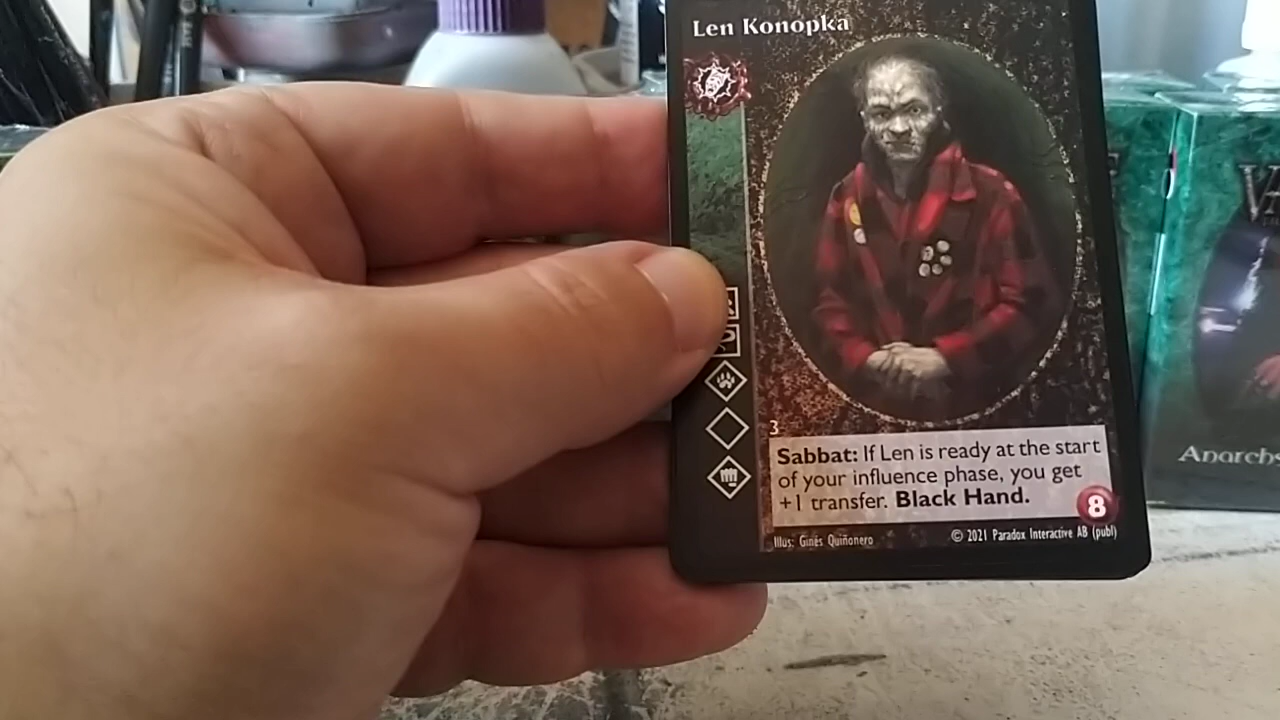 Len Konopka
3
Sabbat: If Len is ready at the start
of your influence phase, you get
+1 transfer. Black Hand.
8
Illus: Ginés Quiñonero
© 2021 Paradox Interactive AB (publ)